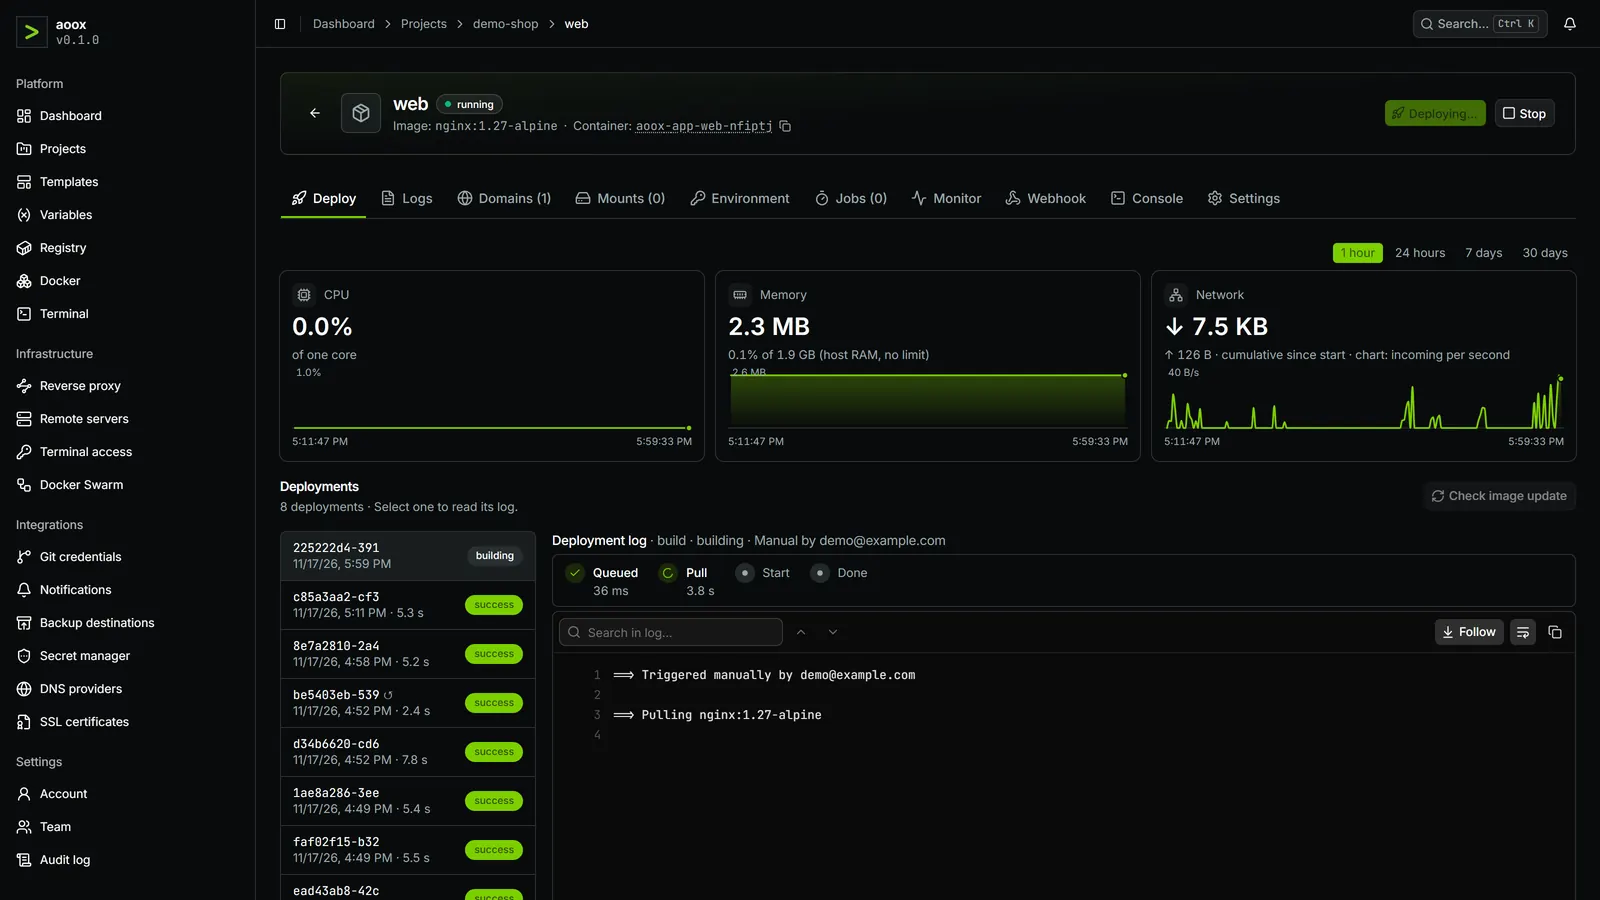 aoox
v0.1.0
Platform
Dashboard
Projects
Templates
Variables
Registry
Docker
Terminal
Infrastructure
Reverse proxy
Remote servers
Terminal access
Docker Swarm
Integrations
Git credentials
Notifications
Backup destinations
Secret manager
DNS providers
SSL certificates
Settings
Account
Team
Audit log
Dashboard > Projects > demo-shop > web
Search... Ctrl K
web running
Image: nginx:1.27-alpine · Container: aoox-app-web-nfiptj
Deploying...
Stop
Deploy Logs Domains (1) Mounts (0) Environment Jobs (0) Monitor Webhook Console Settings
1 hour 24 hours 7 days 30 days
CPU
0.0%
of one core
1.0%
5:11:47 PM 5:59:33 PM
Memory
2.3 MB
0.1% of 1.9 GB (host RAM, no limit)
2.6 MB
5:11:47 PM 5:59:33 PM
Network
↓ 7.5 KB
↑ 126 B · cumulative since start · chart: incoming per second
40 B/s
5:11:47 PM 5:59:33 PM
Deployments
8 deployments · Select one to read its log.
Check image update
225222d4-391
11/17/26, 5:59 PM
building
c85a3aa2-cf3
11/17/26, 5:11 PM · 5.3 s
success
8e7a2810-2a4
11/17/26, 4:58 PM · 5.2 s
success
be5403eb-539
11/17/26, 4:52 PM · 2.4 s
success
d34b6620-cd6
11/17/26, 4:52 PM · 7.8 s
success
1ae8a286-3ee
11/17/26, 4:49 PM · 5.4 s
success
faf02f15-b32
11/17/26, 4:49 PM · 5.5 s
success
ead43ab8-42c
success
Deployment log · build · building · Manual by demo@example.com
Queued
36 ms
Pull
3.8 s
Start
Done
Search in log...
Follow
1 ==> Triggered manually by demo@example.com
2
3 ==> Pulling nginx:1.27-alpine
4